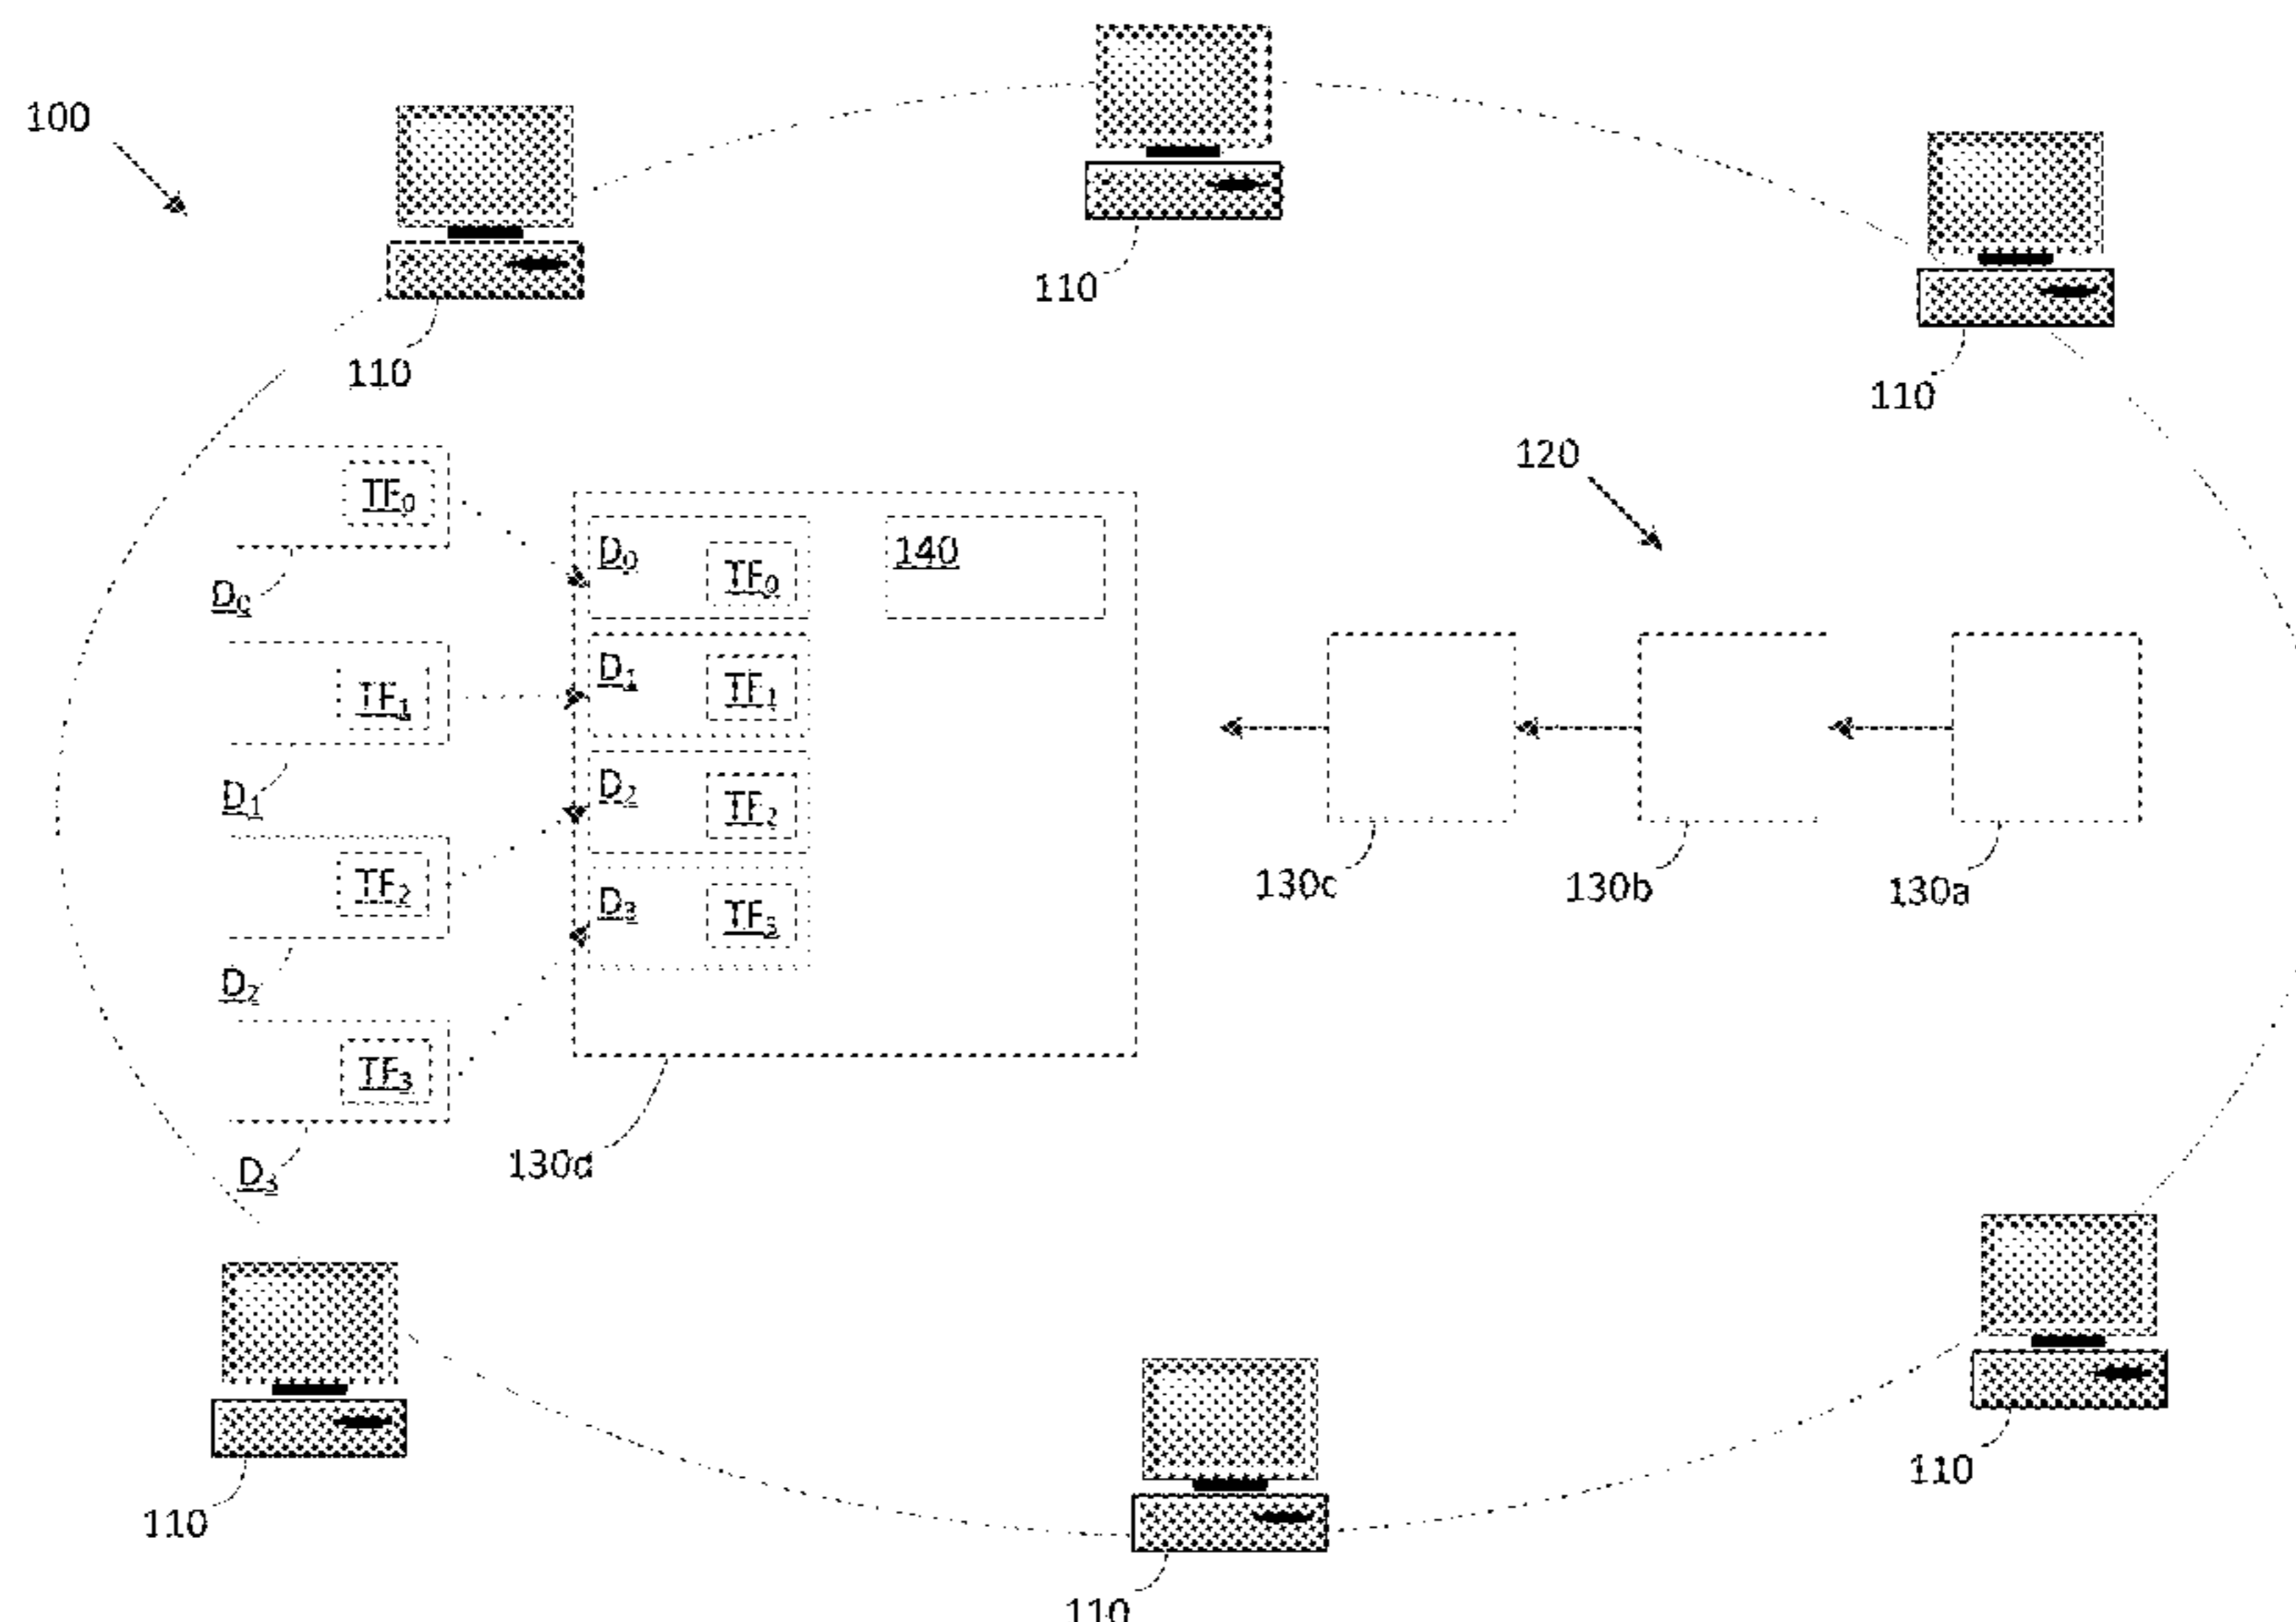 100
110
110
110
120
TF₀
D₀
TF₀
140
D₀
TF₁
D₁
TF₁
D₁
TF₂
D₂
TF₂
130c
130b
130a
D₃
TF₃
D₂
TF₃
130d
D₃
110
110
110